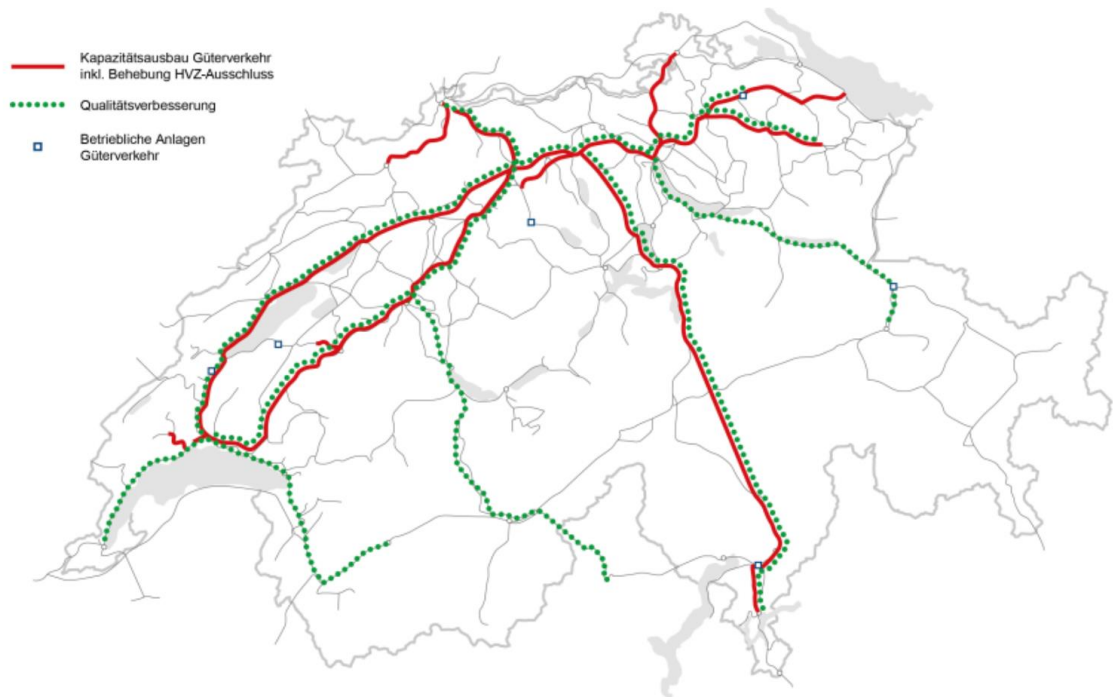 Kapazitätsausbau Güterverkehr
inkl. Behebung HVZ-Ausschluss
Qualitätsverbesserung
Betriebliche Anlagen
Güterverkehr